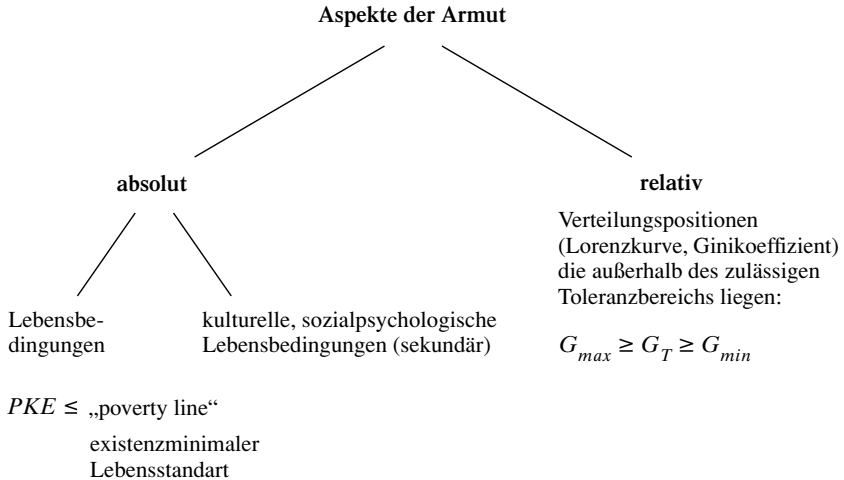 Aspekte der Armut
absolut
relativ
Verteilungspositionen
(Lorenzkurve, Ginikoeffizient)
die außerhalb des zulässigen
Toleranzbereichs liegen:
G_max ≥ G_T ≥ G_min
Lebensbe-
dingungen
kulturelle, sozialpsychologische
Lebensbedingungen (sekundär)
PKE ≤ „poverty line“
existenzminimaler
Lebensstandart